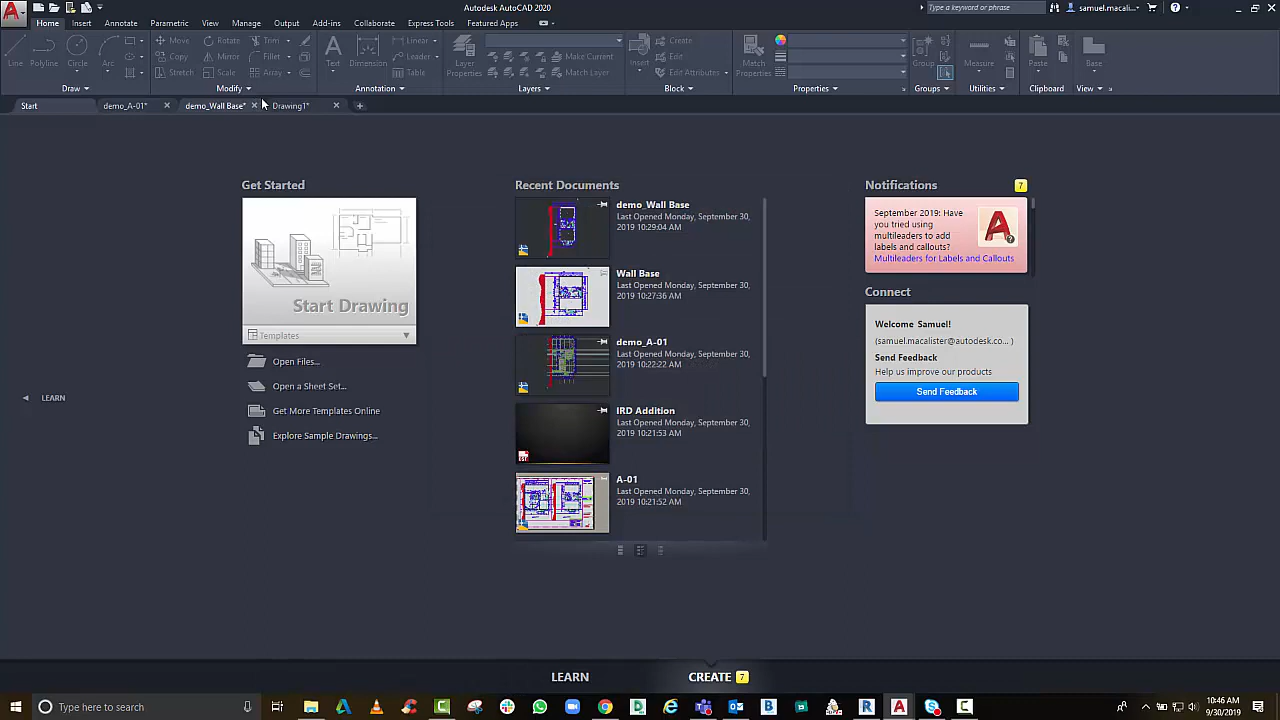 Autodesk AutoCAD 2020
Type a keyword or phrase
samuel.macali...
Home Insert Annotate Parametric View Manage Output Add-ins Collaborate Express Tools Featured Apps
Line Polyline Circle Arc
Move Rotate Trim
Copy Mirror Fillet
Stretch Scale Array
Text Dimension
Linear
Leader
Table
Layer Properties
Make Current
Match Layer
Insert
Create
Edit
Edit Attributes
Match Properties
Group
Measure
Paste
Base
Draw Modify Annotation Layers Block Properties Groups Utilities Clipboard View
Start demo_A-01* demo_Wall Base* Drawing1*
Get Started
Start Drawing
Templates
Open Files...
Open a Sheet Set...
Get More Templates Online
Explore Sample Drawings...
LEARN
Recent Documents
demo_Wall Base
Last Opened Monday, September 30,
2019 10:29:04 AM
Wall Base
Last Opened Monday, September 30,
2019 10:27:36 AM
demo_A-01
Last Opened Monday, September 30,
2019 10:22:22 AM
IRD Addition
Last Opened Monday, September 30,
2019 10:21:53 AM
A-01
Last Opened Monday, September 30,
2019 10:21:52 AM
Notifications 7
September 2019: Have
you tried using
multileaders to add
labels and callouts?
Multileaders for Labels and Callouts
Connect
Welcome Samuel!
(samuel.macalister@autodesk.co... )
Send Feedback
Help us improve our products
Send Feedback
LEARN CREATE 7
Type here to search
10:46 AM
9/30/2019